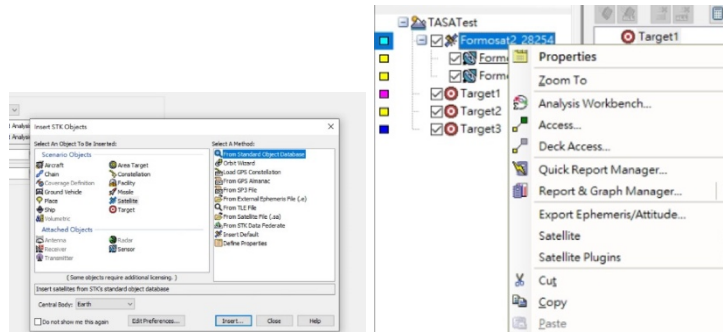 Insert STK Objects
Select An Object To Be Inserted:
Scenario Objects
Aircraft
Area Target
Chain
Constellation
Coverage Definition
Facility
Ground Vehicle
Missile
Place
Satellite
Ship
Target
Volumetric
Attached Objects
Antenna
Radar
Receiver
Sensor
Transmitter
( Some objects require additional licensing. )
Select A Method:
From Standard Object Database
Orbit Wizard
Load GPS Constellation
From GPS Almanac
From SP3 File
From External Ephemeris File (.e)
From TLE File
From Satellite File (.sa)
From STK Data Federate
Insert Default
Define Properties
Insert satellites from STK's standard object database
Central Body: Earth
Do not show me this again
Edit Preferences...
Insert...
Close
Help
TASATest
Formosat2_28254
Target1
Target2
Target3
Target1
Properties
Zoom To
Analysis Workbench...
Access...
Deck Access...
Quick Report Manager...
Report & Graph Manager...
Export Ephemeris/Attitude...
Satellite
Satellite Plugins
Cut
Copy
Paste